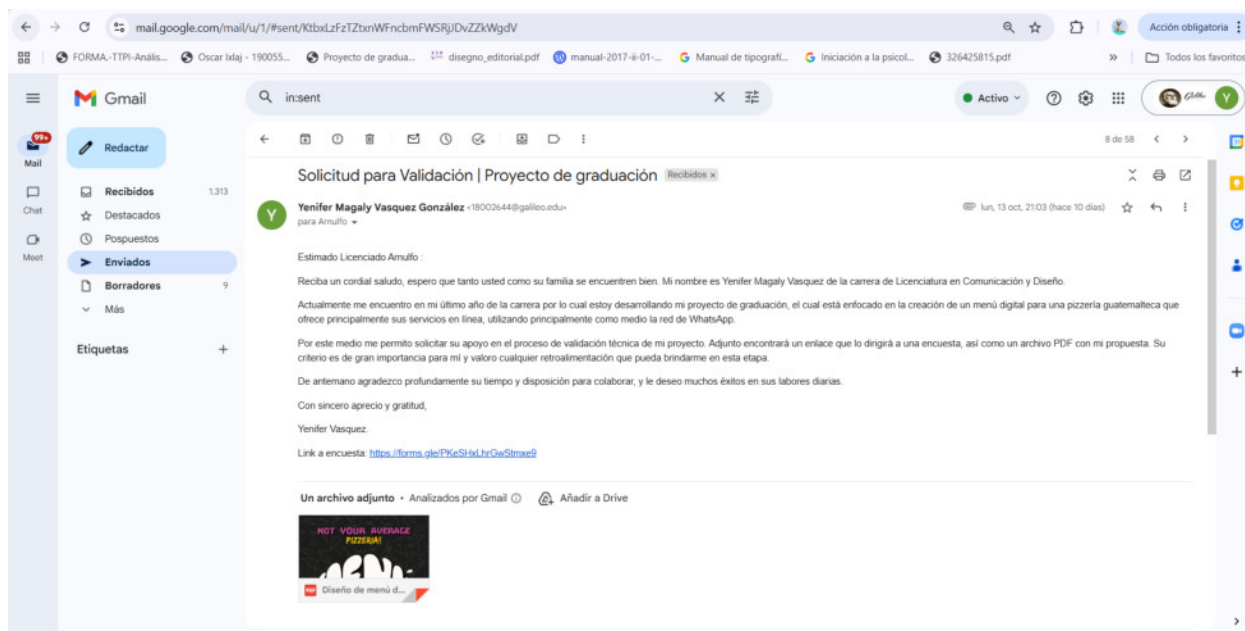 mail.google.com/mail/u/1/#sent/KtbxLzFzTZtxnWFncbmFWSRjJDvZZkWgdV
Acción obligatoria
FORMA.-TTPI-Anális... Oscar Ixlaj - 190055... Proyecto de gradua... disegno_editorial.pdf manual-2017-ii-01-... Manual de tipografí... Iniciación a la psicol... 326425815.pdf » Todos los favoritos
Gmail
in:sent
Activo
Y
99+
Mail
Chat
Meet
Redactar
Recibidos 1.313
Destacados
Pospuestos
Enviados
Borradores 9
Más
Etiquetas +
8 de 58
Solicitud para Validación | Proyecto de graduación Recibidos x
Y
Yenifer Magaly Vasquez González <18002644@galileo.edu>
lun, 13 oct, 21:03 (hace 10 días)
para Arnulfo
Estimado Licenciado Arnulfo :
Reciba un cordial saludo, espero que tanto usted como su familia se encuentren bien. Mi nombre es Yenifer Magaly Vasquez de la carrera de Licenciatura en Comunicación y Diseño.
Actualmente me encuentro en mi último año de la carrera por lo cual estoy desarrollando mi proyecto de graduación, el cual está enfocado en la creación de un menú digital para una pizzería guatemalteca que
ofrece principalmente sus servicios en línea, utilizando principalmente como medio la red de WhatsApp.
Por este medio me permito solicitar su apoyo en el proceso de validación técnica de mi proyecto. Adjunto encontrará un enlace que lo dirigirá a una encuesta, así como un archivo PDF con mi propuesta. Su
criterio es de gran importancia para mí y valoro cualquier retroalimentación que pueda brindarme en esta etapa.
De antemano agradezco profundamente su tiempo y disposición para colaborar, y le deseo muchos éxitos en sus labores diarias.
Con sincero aprecio y gratitud,
Yenifer Vasquez.
Link a encuesta: https://forms.gle/PKeSHxLhrGwStmxe9
Un archivo adjunto • Analizados por Gmail Añadir a Drive
NOT YOUR AVERAGE
PIZZERIA!
PDF Diseño de menú d...